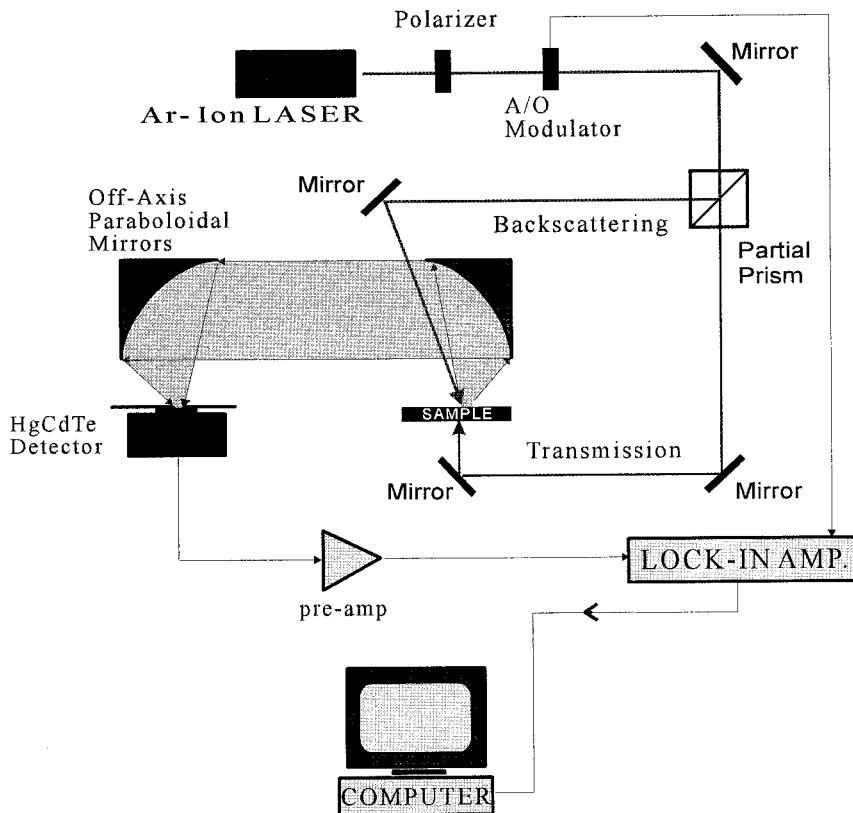 Polarizer
Mirror
Ar-Ion LASER
A/O
Modulator
Mirror
Off-Axis
Paraboloidal
Mirrors
Backscattering
Partial
Prism
HgCdTe
Detector
SAMPLE
Transmission
Mirror
Mirror
LOCK-IN AMP.
pre-amp
COMPUTER